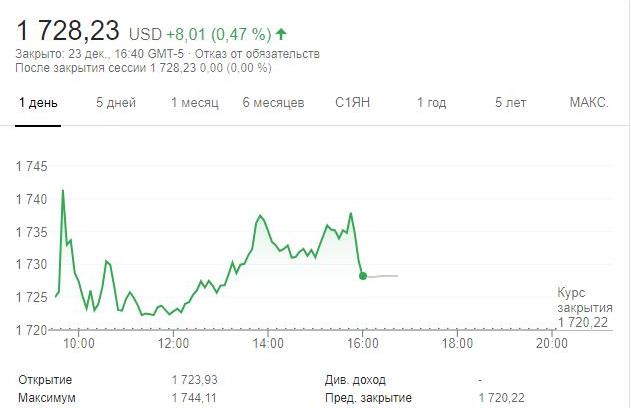 1 728,23 USD +8,01 (0,47 %)
Закрыто: 23 дек., 16:40 GMT-5 · Отказ от обязательств
После закрытия сессии 1 728,23 0,00 (0,00 %)
1 день 5 дней 1 месяц 6 месяцев С1ЯН 1 год 5 лет МАКС.
1 745
1 740
1 735
1 730
1 725
1 720
Курс
закрытия
1 720,22
10:00 12:00 14:00 16:00 18:00 20:00
Открытие 1 723,93 Див. доход -
Максимум 1 744,11 Пред. закрытие 1 720,22